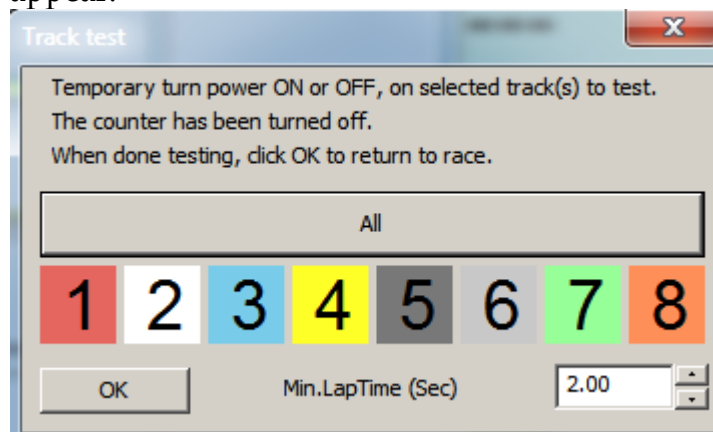 appear.
Track test
Temporary turn power ON or OFF, on selected track(s) to test.
The counter has been turned off.
When done testing, click OK to return to race.
All
1 2 3 4 5 6 7 8
OK Min.LapTime (Sec) 2.00